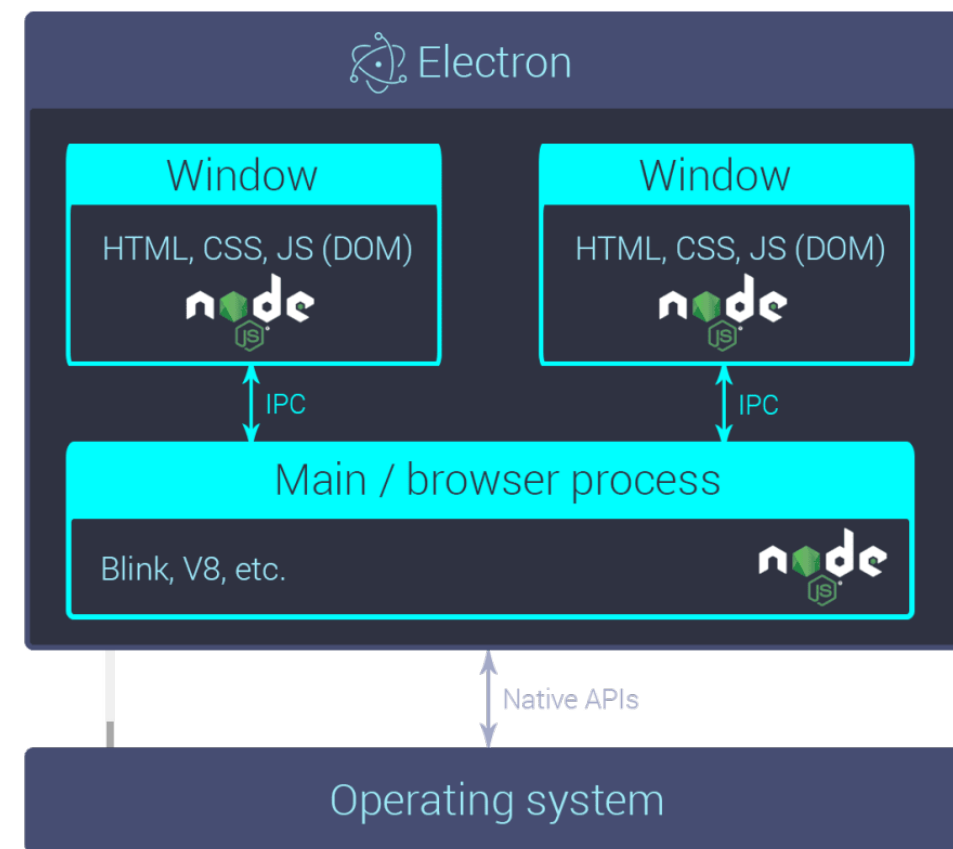 Electron
Window
Window
HTML, CSS, JS (DOM)
HTML, CSS, JS (DOM)
node
JS
node
JS
IPC
IPC
Main / browser process
Blink, V8, etc.
node
JS
Native APIs
Operating system